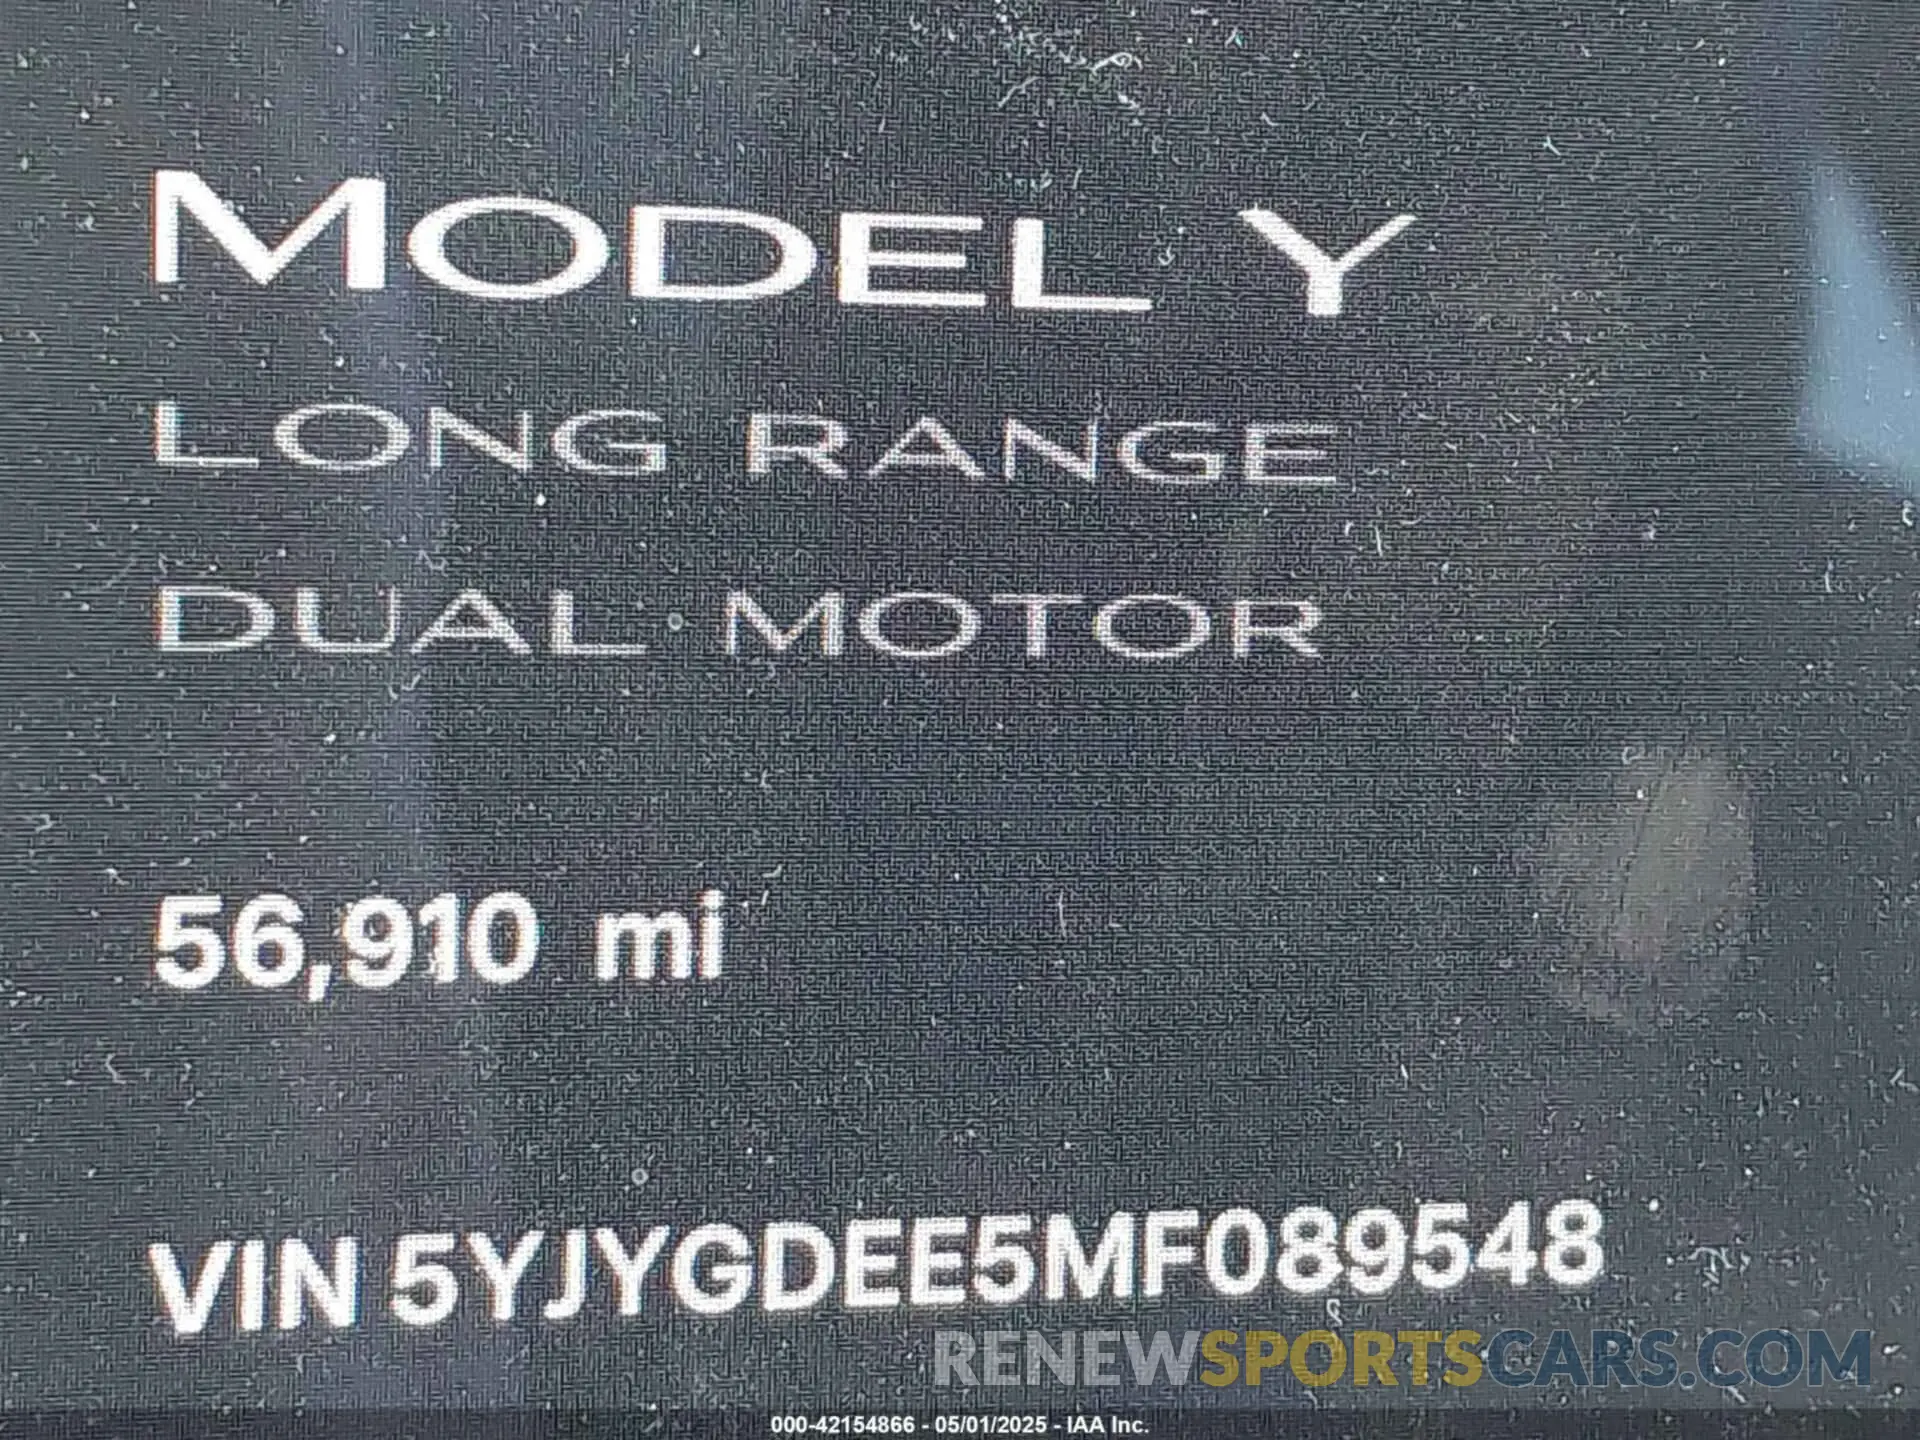 MODEL Y
LONG RANGE
DUAL MOTOR
56,910 mi
VIN 5YJYGDEE5MF089548
RENEWSPORTSCARS.COM
000-42154866 - 05/01/2025 - IAA Inc.